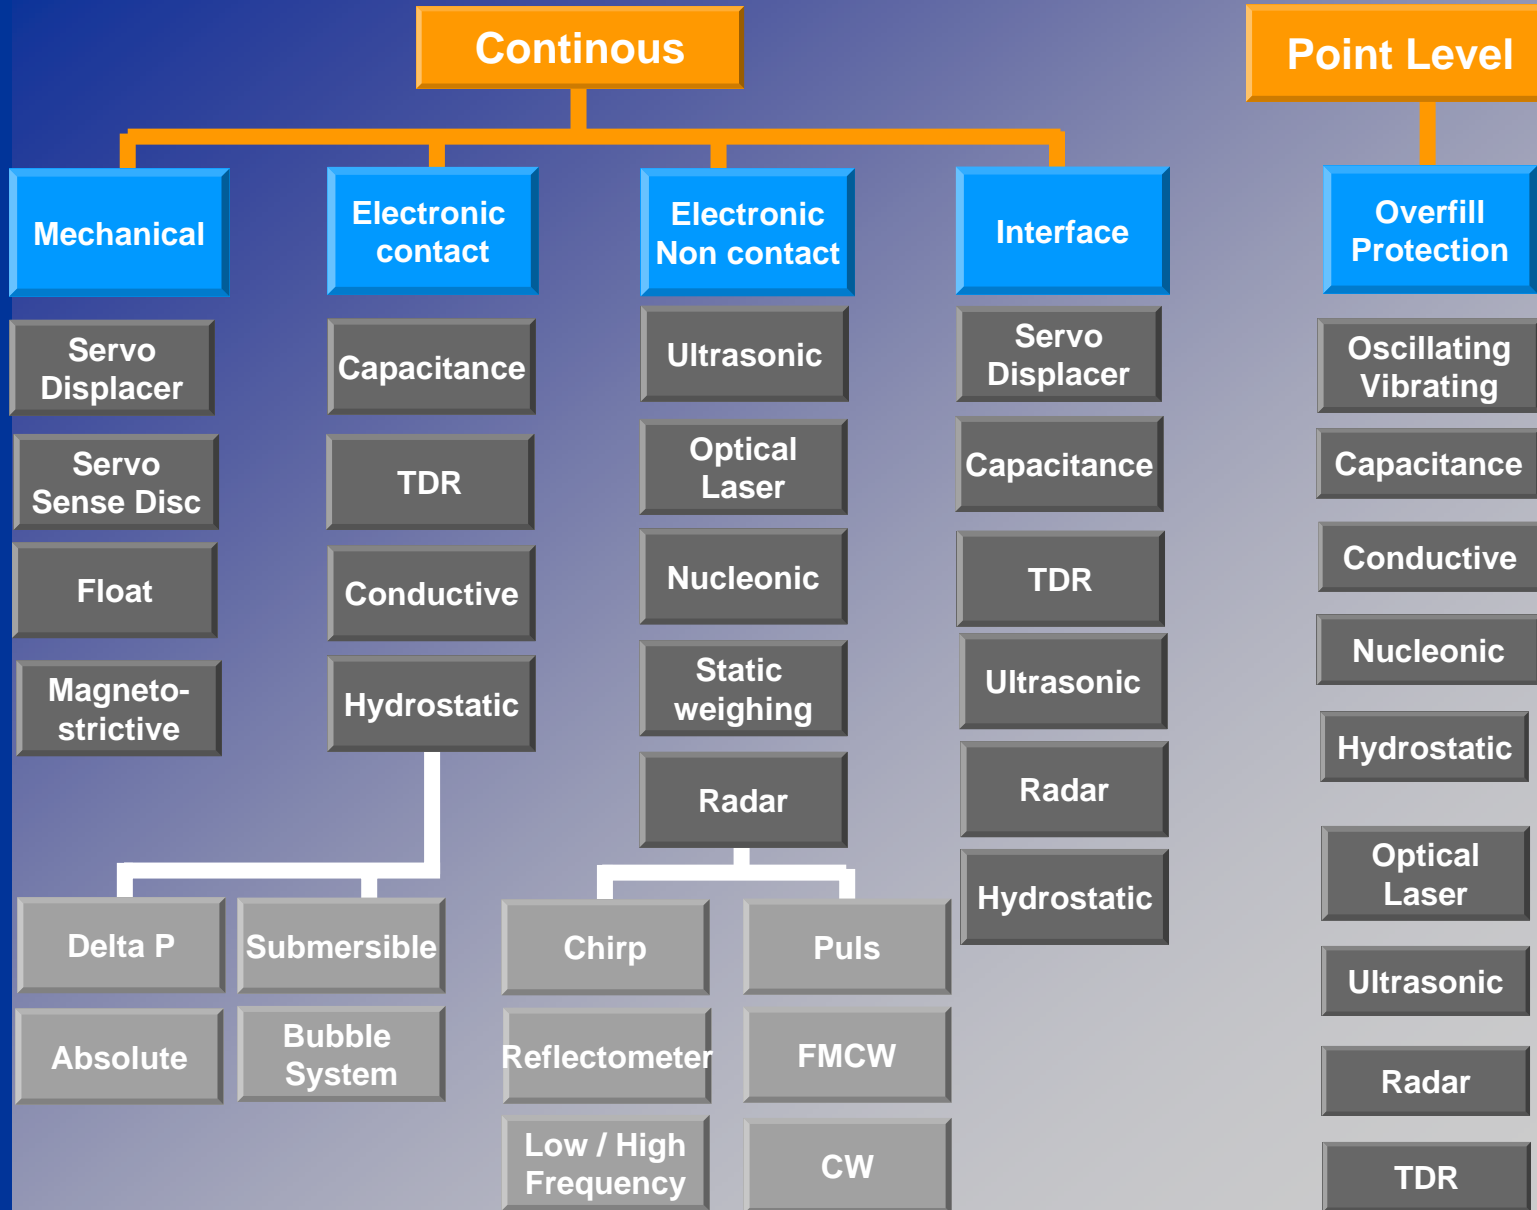 Continous
Point Level
Mechanical
Electronic
contact
Electronic
Non contact
Interface
Overfill
Protection
Servo
Displacer
Servo
Sense Disc
Float
Magneto-
strictive
Capacitance
TDR
Conductive
Hydrostatic
Delta P
Submersible
Absolute
Bubble
System
Ultrasonic
Optical
Laser
Nucleonic
Static
weighing
Radar
Chirp
Puls
Reflectometer
FMCW
Low / High
Frequency
CW
Servo
Displacer
Capacitance
TDR
Ultrasonic
Radar
Hydrostatic
Oscillating
Vibrating
Capacitance
Conductive
Nucleonic
Hydrostatic
Optical
Laser
Ultrasonic
Radar
TDR